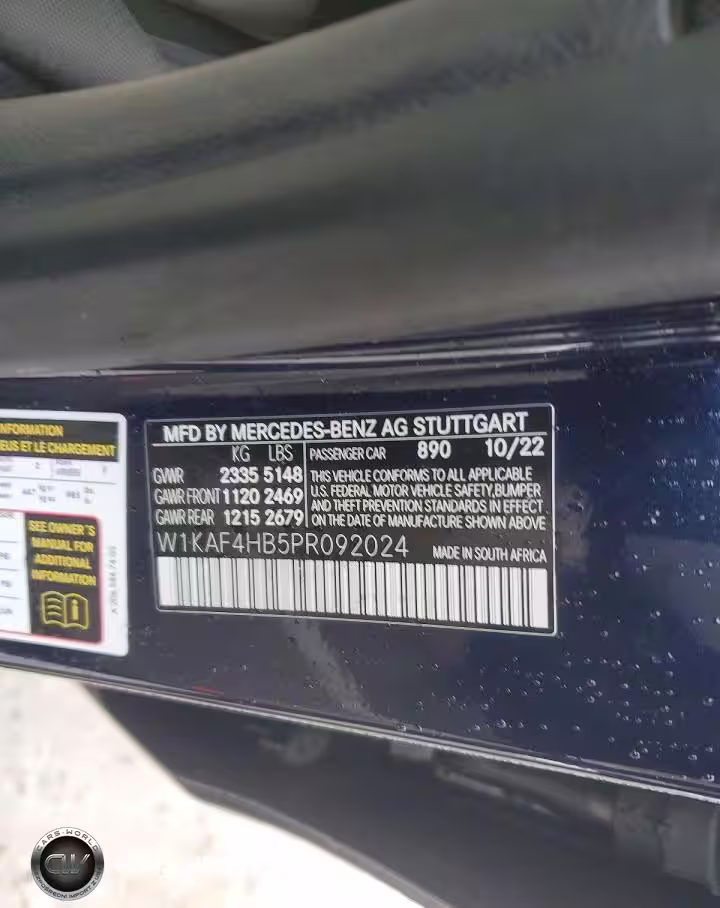 INFORMATION
EUS ET LE CHARGEMENT
SEE OWNER'S
MANUAL FOR
ADDITIONAL
INFORMATION
MFD BY MERCEDES-BENZ AG STUTTGART
KG LBS
GVWR 2335 5148
GAWR FRONT 1120 2469
GAWR REAR 1215 2679
PASSENGER CAR 890 10/22
THIS VEHICLE CONFORMS TO ALL APPLICABLE
U.S. FEDERAL MOTOR VEHICLE SAFETY,BUMPER
AND THEFT PREVENTION STANDARDS IN EFFECT
ON THE DATE OF MANUFACTURE SHOWN ABOVE
W1KAF4HB5PR092024
MADE IN SOUTH AFRICA
CARS-WORLD
CW